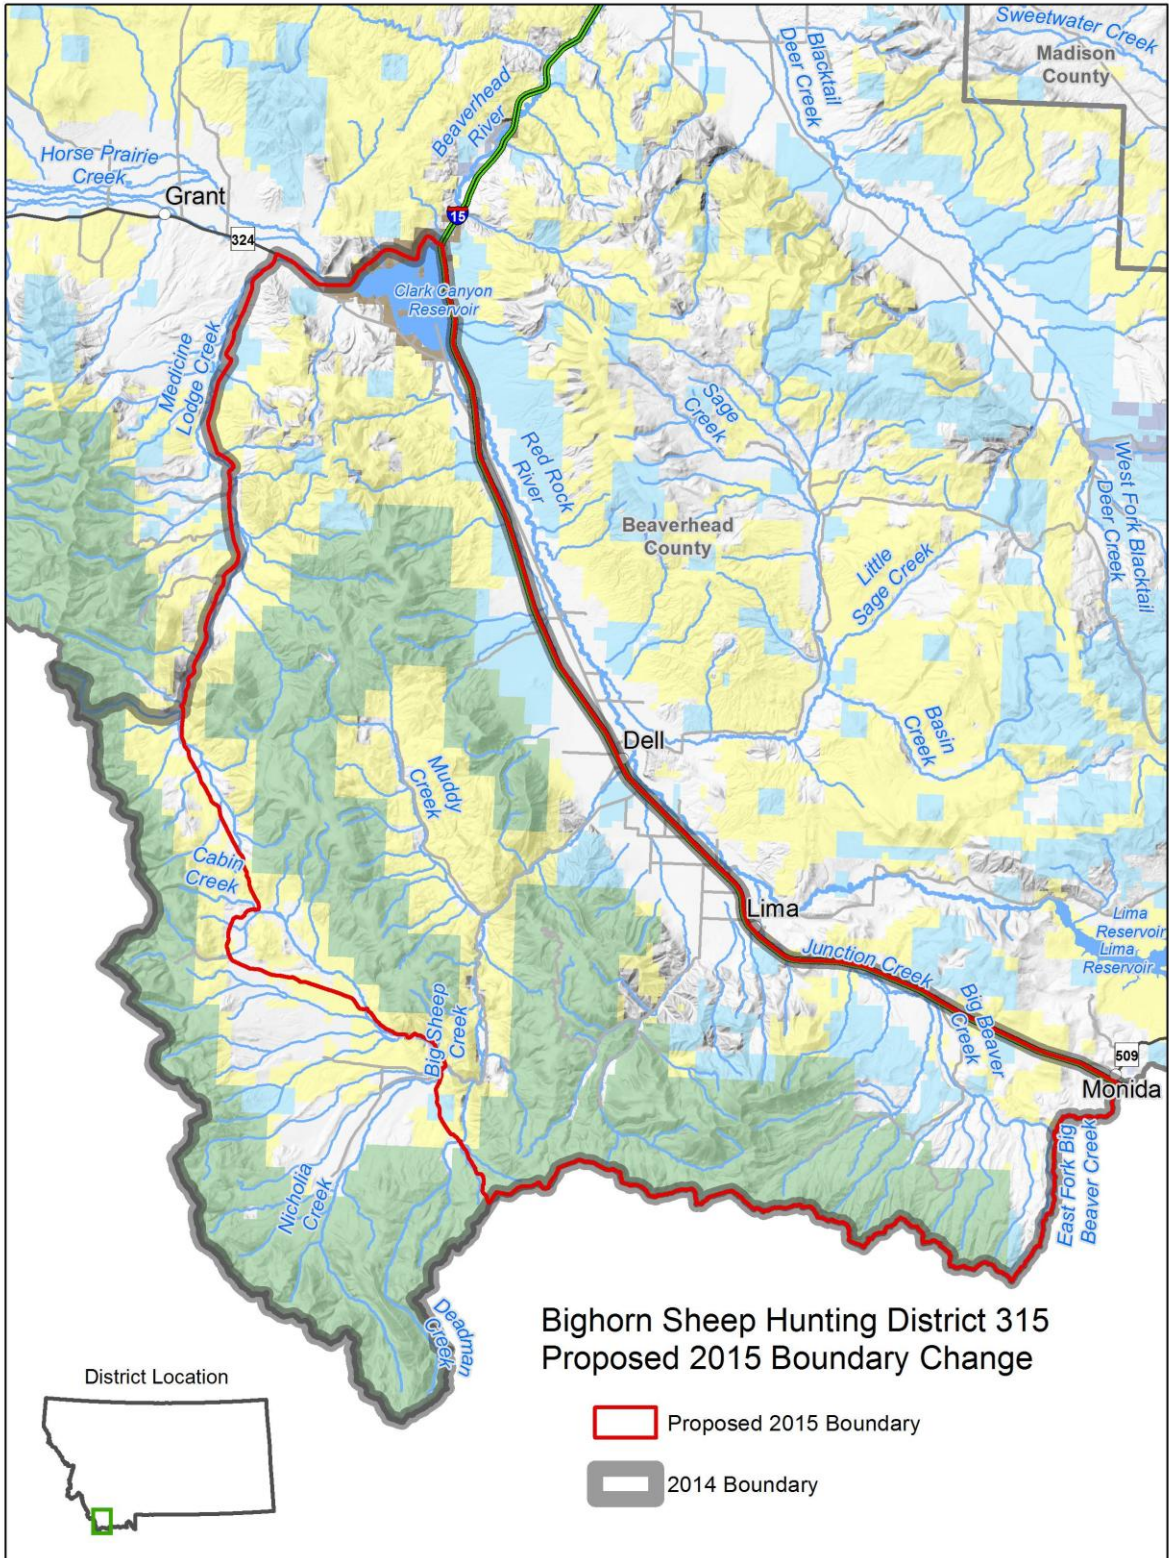 Sweetwater Creek
Madison
County
Blacktail
Deer Creek
Beaverhead
River
Horse Prairie
Creek
Grant
15
324
Clark Canyon
Reservoir
Medicine
Lodge Creek
Sage
Creek
Red Rock
River
West Fork Blacktail
Deer Creek
Beaverhead
County
Little
Sage Creek
Basin
Creek
Dell
Muddy
Creek
Cabin
Creek
Lima
Lima
Reservoir
Lima
Reservoir
Junction Creek
Big Sheep
Creek
Big Beaver
Creek
509
Monida
East Fork Big
Beaver Creek
Nicholia
Creek
Deadman
Creek
Bighorn Sheep Hunting District 315
Proposed 2015 Boundary Change
District Location
Proposed 2015 Boundary
2014 Boundary